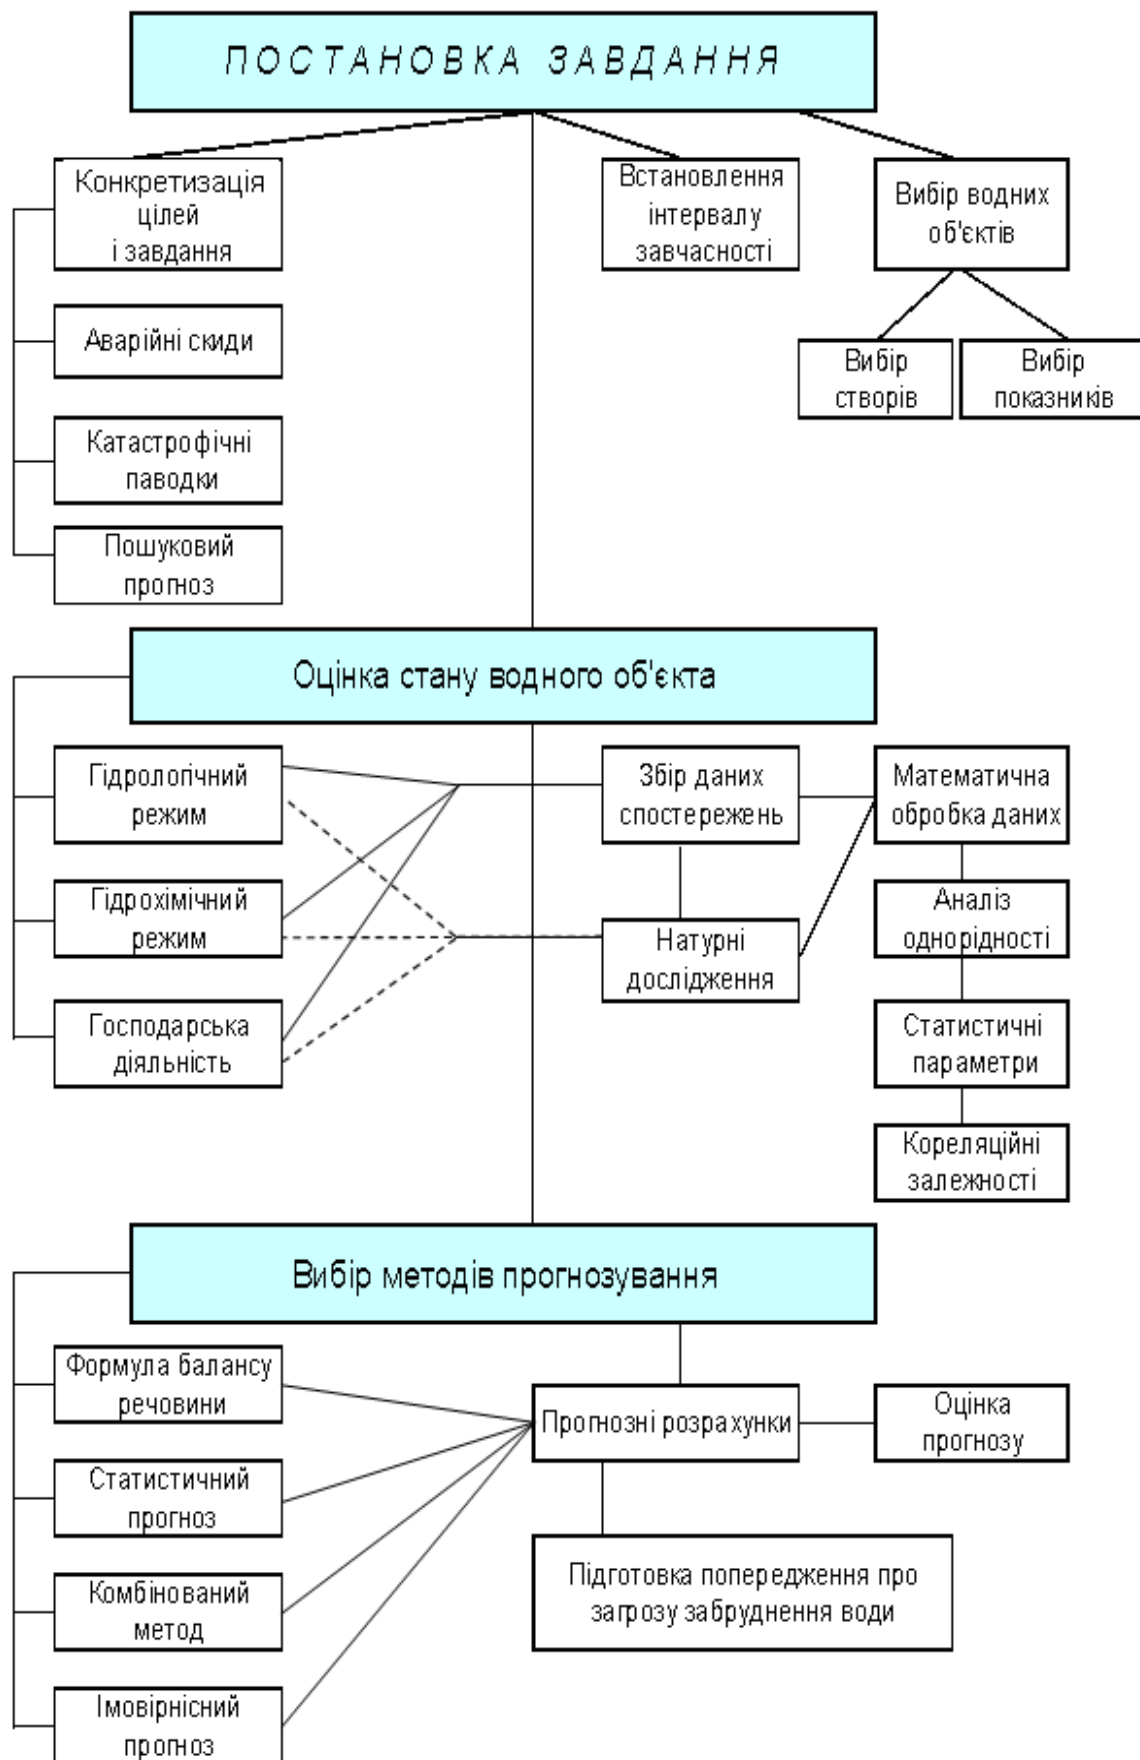 ПОСТАНОВКА ЗАВДАННЯ
Конкретизація
цілей
і завдання
Встановлення
інтервалу
завчасності
Вибір водних
об'єктів
Аварійні скиди
Вибір
створів
Вибір
показників
Катастрофічні
паводки
Пошуковий
прогноз
Оцінка стану водного об'єкта
Гідрологічний
режим
Збір даних
спостережень
Математична
обробка даних
Гідрохімічний
режим
Натурні
дослідження
Аналіз
однорідності
Господарська
діяльність
Статистичні
параметри
Кореляційні
залежності
Вибір методів прогнозування
Формула балансу
речовини
Прогнозні розрахунки
Оцінка
прогнозу
Статистичний
прогноз
Підготовка попередження про
загрозу забруднення води
Комбінований
метод
Імовірнісний
прогноз